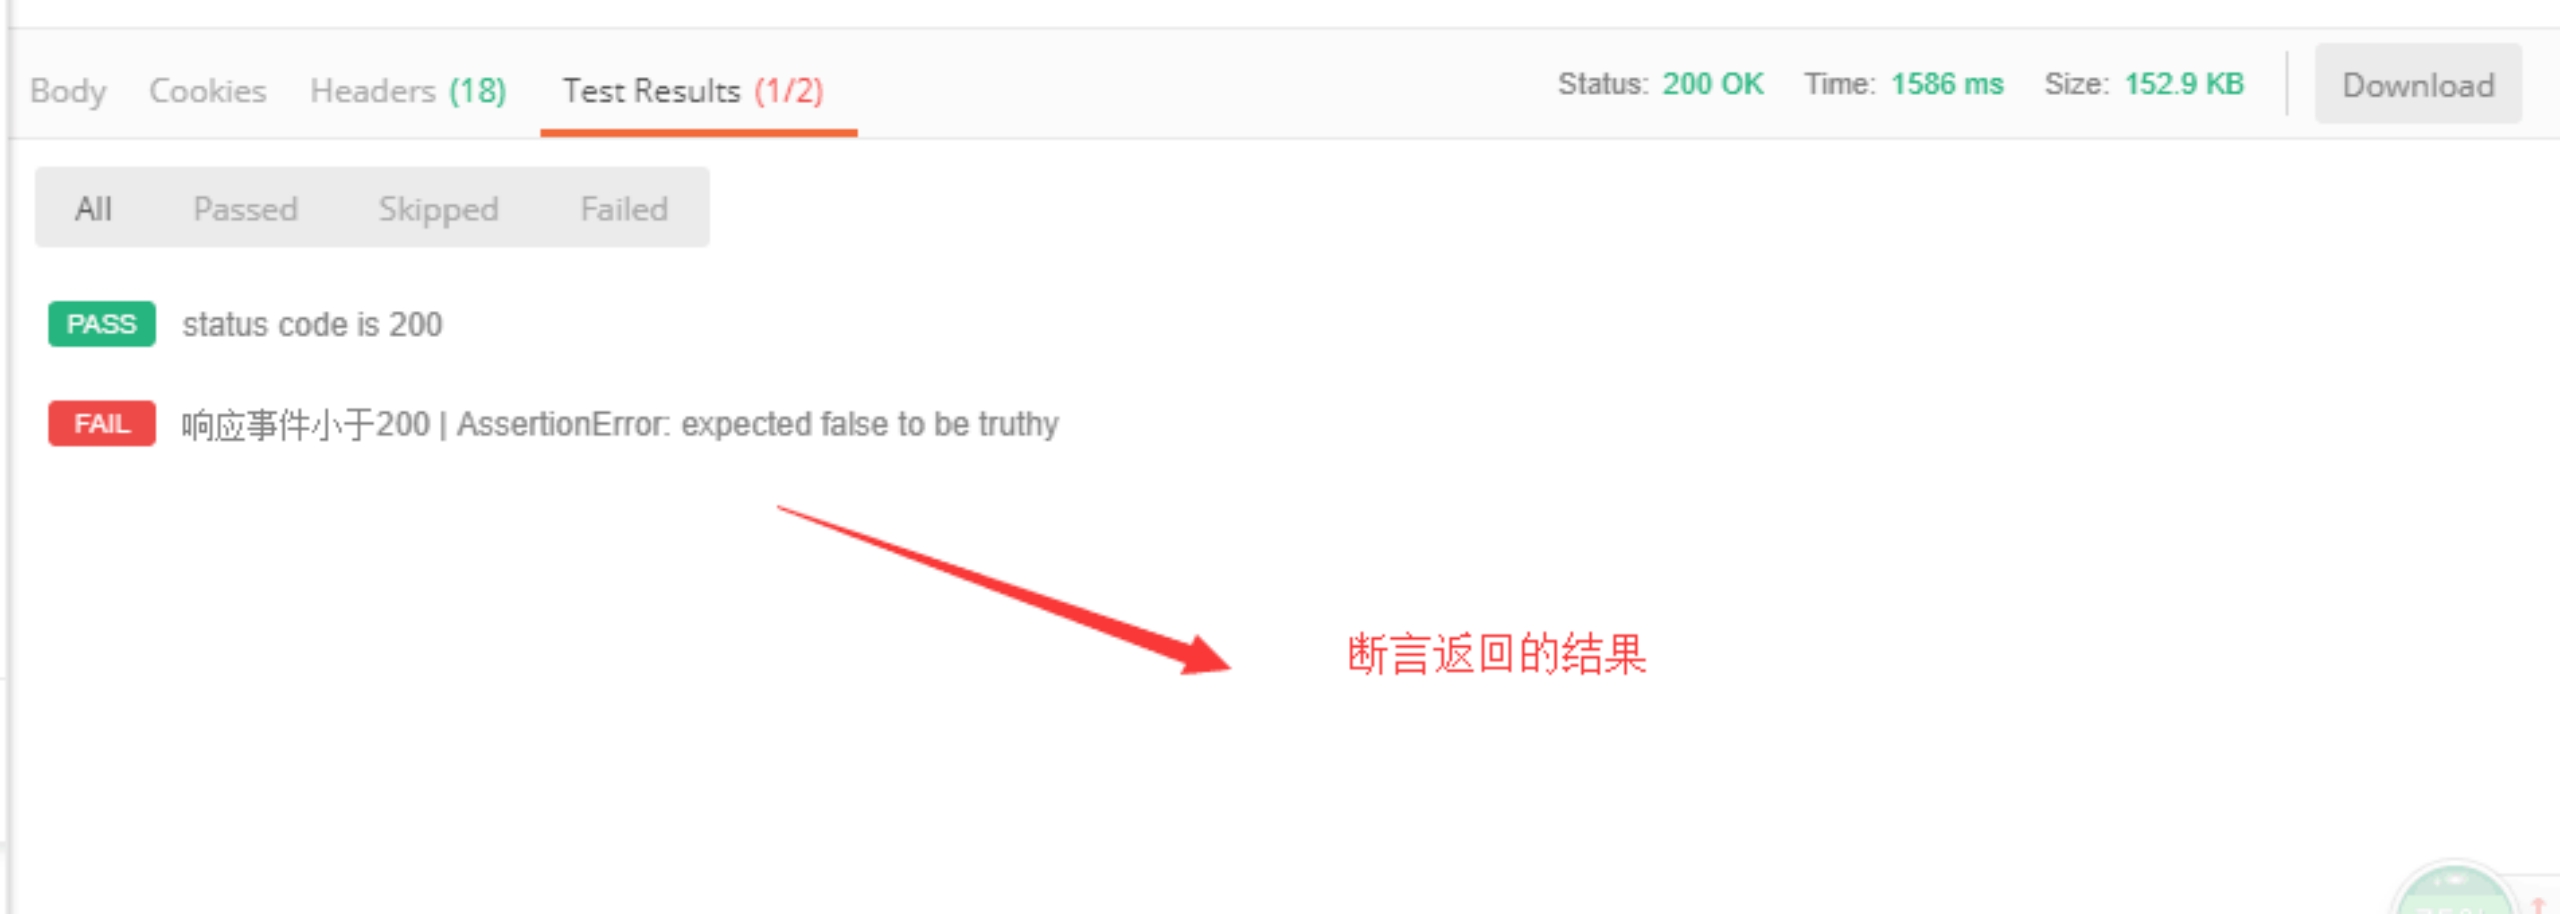 Body Cookies Headers (18) Test Results (1/2) Status: 200 OK Time: 1586 ms Size: 152.9 KB Download
All Passed Skipped Failed
PASS status code is 200
FAIL 响应事件小于200 | AssertionError: expected false to be truthy
断言返回的结果